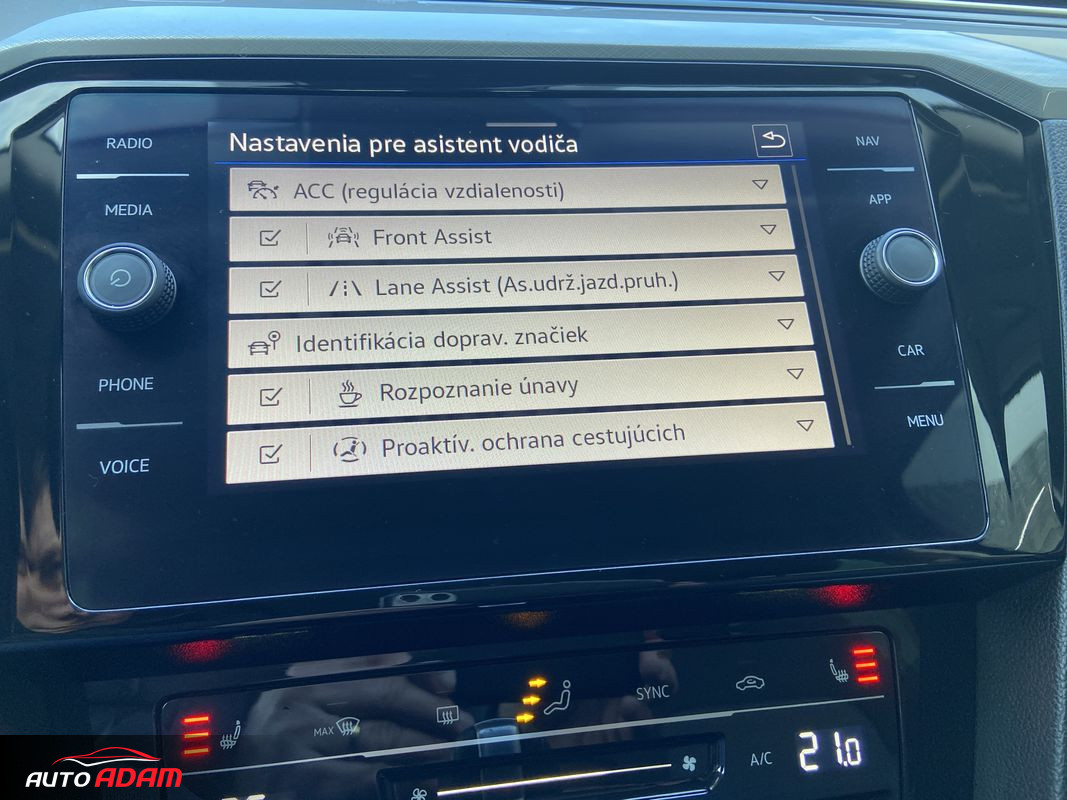 RADIO
MEDIA
PHONE
VOICE
Nastavenia pre asistent vodiča
ACC (regulácia vzdialenosti)
Front Assist
Lane Assist (As.udrž.jazd.pruh.)
Identifikácia doprav. značiek
Rozpoznanie únavy
Proaktív. ochrana cestujúcich
NAV
APP
CAR
MENU
MAX
SYNC
A/C
21.0
AUTO ADAM